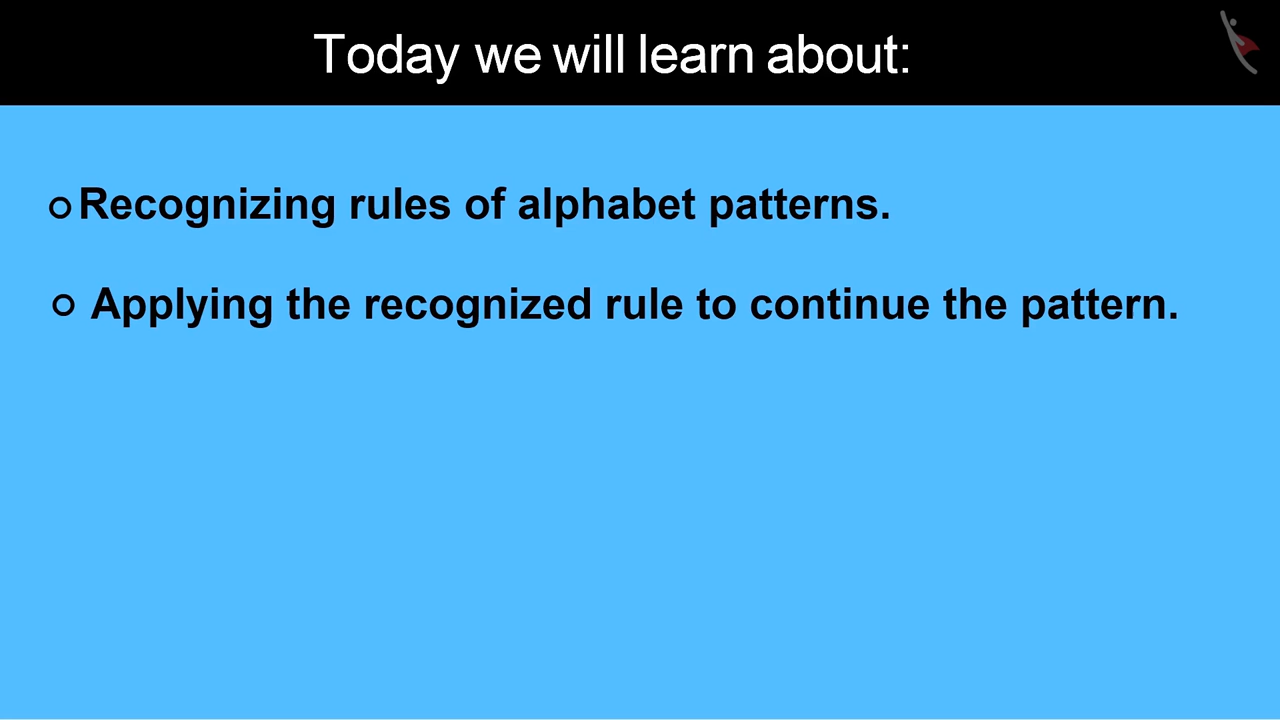 Today we will learn about:
Recognizing rules of alphabet patterns.
Applying the recognized rule to continue the pattern.